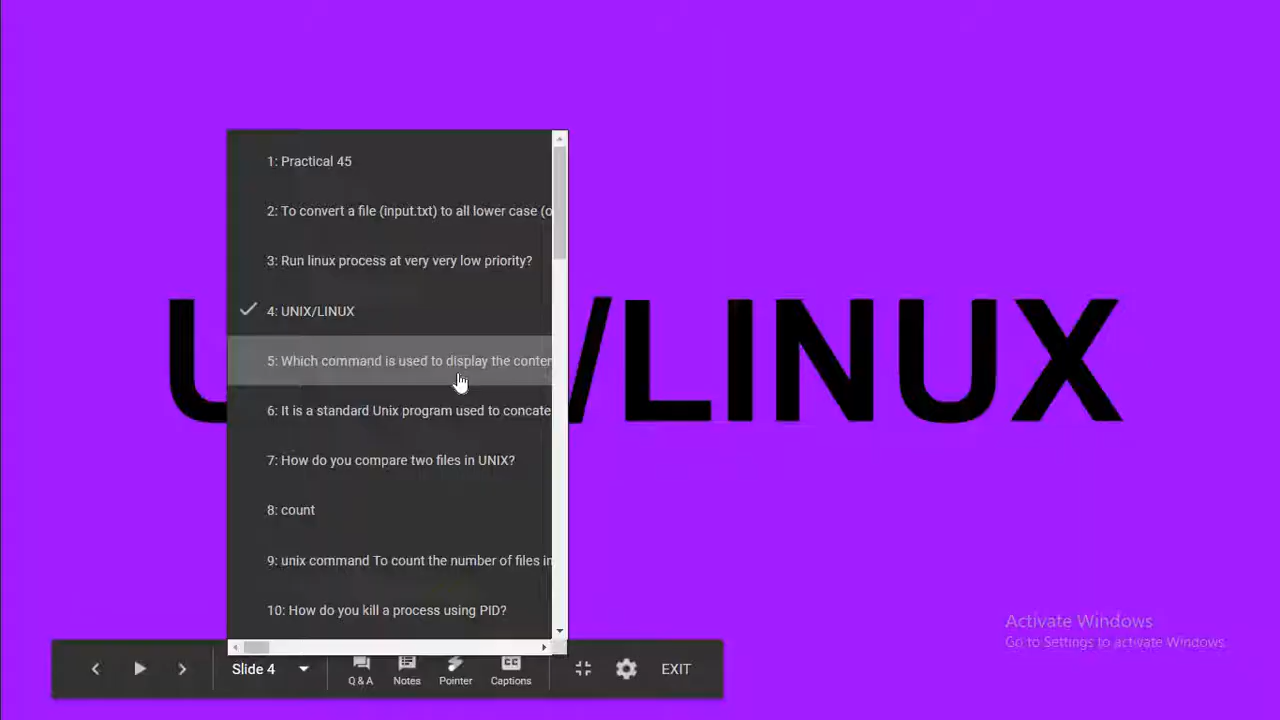 1: Practical 45
2: To convert a file (input.txt) to all lower case (o
3: Run linux process at very very low priority?
4: UNIX/LINUX
U /LINUX
5: Which command is used to display the conten
6: It is a standard Unix program used to concate
7: How do you compare two files in UNIX?
8: count
9: unix command To count the number of files in
10: How do you kill a process using PID?
Activate Windows
Go to Settings to activate Windows.
Slide 4
Q & A
Notes
Pointer
CC
Captions
EXIT